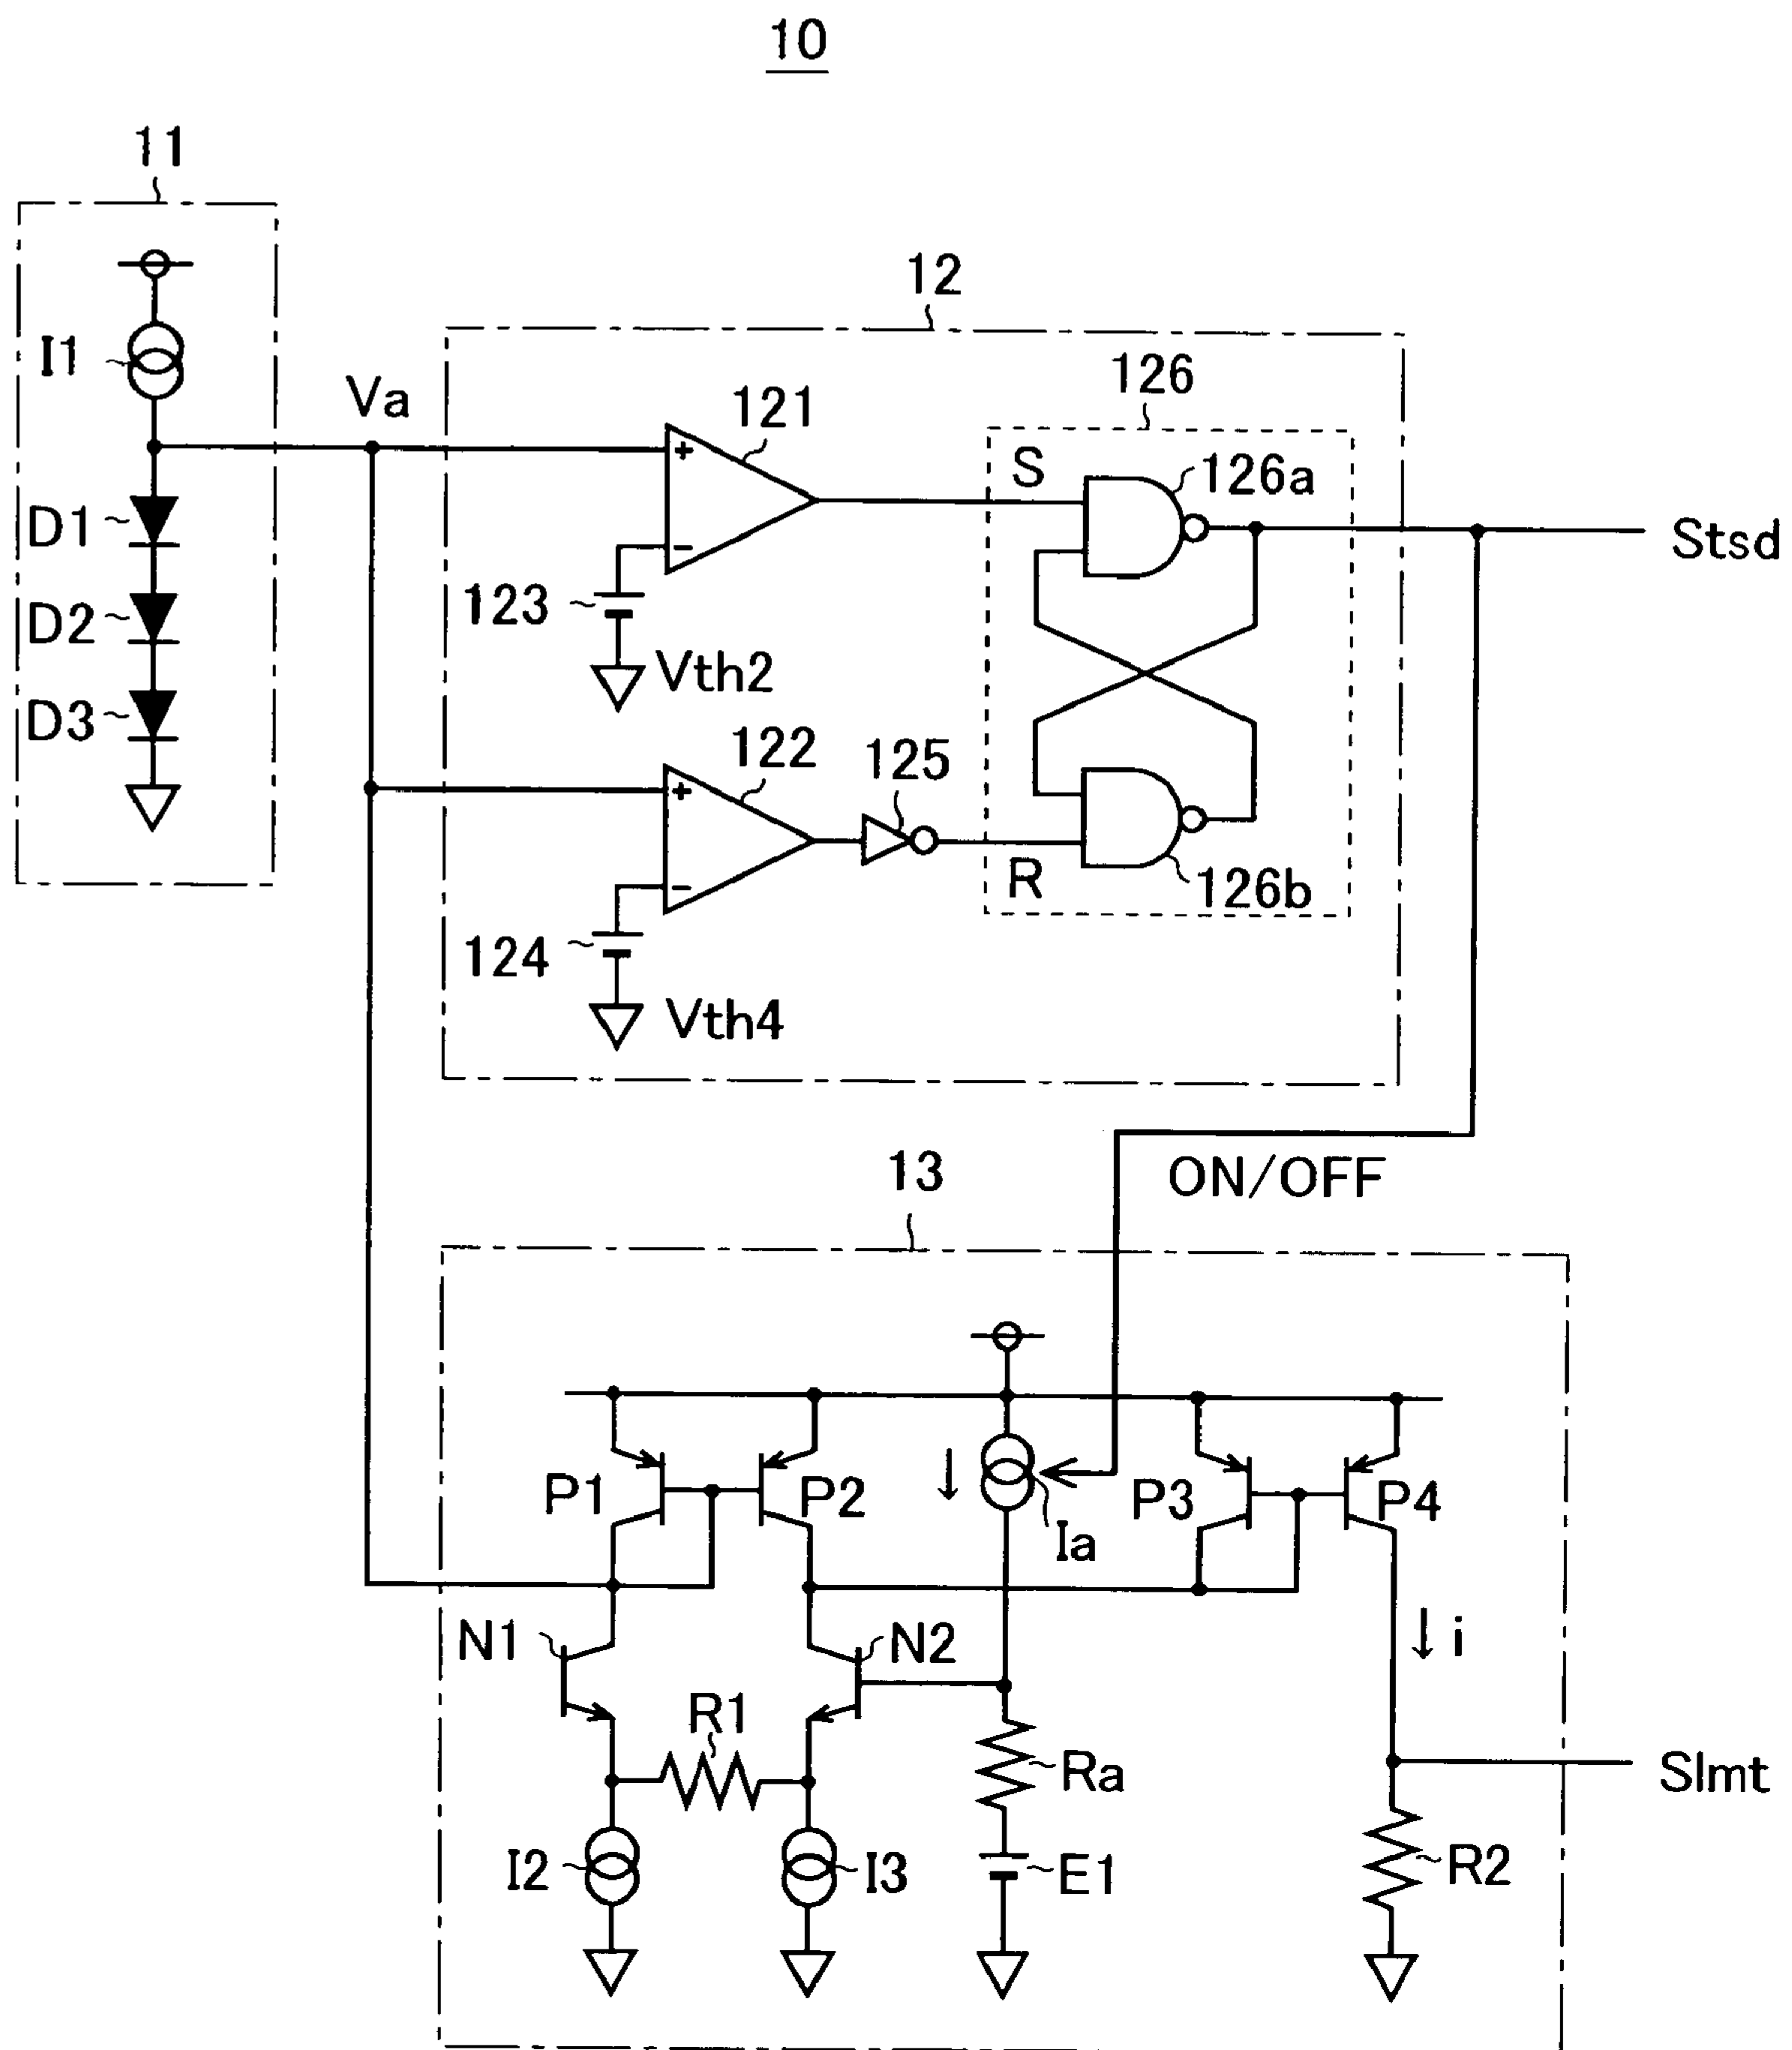 10
11
I1
Va
D1
D2
D3
12
121
+
-
123
Vth2
122
+
-
124
Vth4
125
126
S
126a
R
126b
Stsd
ON/OFF
13
P1
P2
Ia
P3
P4
i
N1
N2
R1
Ra
Slmt
I2
I3
E1
R2